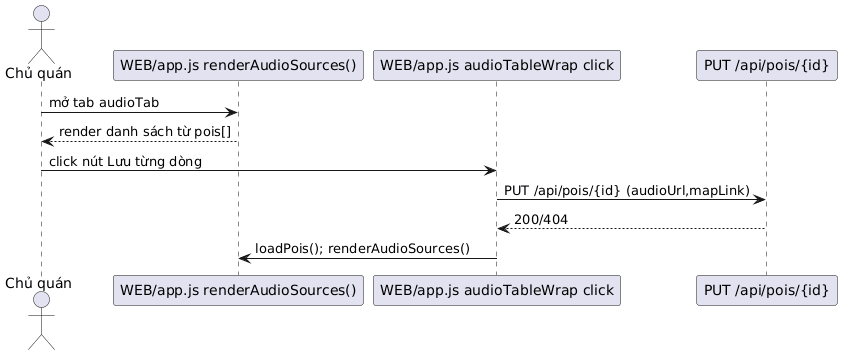 Chủ quán
WEB/app.js renderAudioSources()
WEB/app.js audioTableWrap click
PUT /api/pois/{id}
mở tab audioTab
render danh sách từ pois[]
click nút Lưu từng dòng
PUT /api/pois/{id} (audioUrl,mapLink)
200/404
loadPois(); renderAudioSources()
Chủ quán
WEB/app.js renderAudioSources()
WEB/app.js audioTableWrap click
PUT /api/pois/{id}